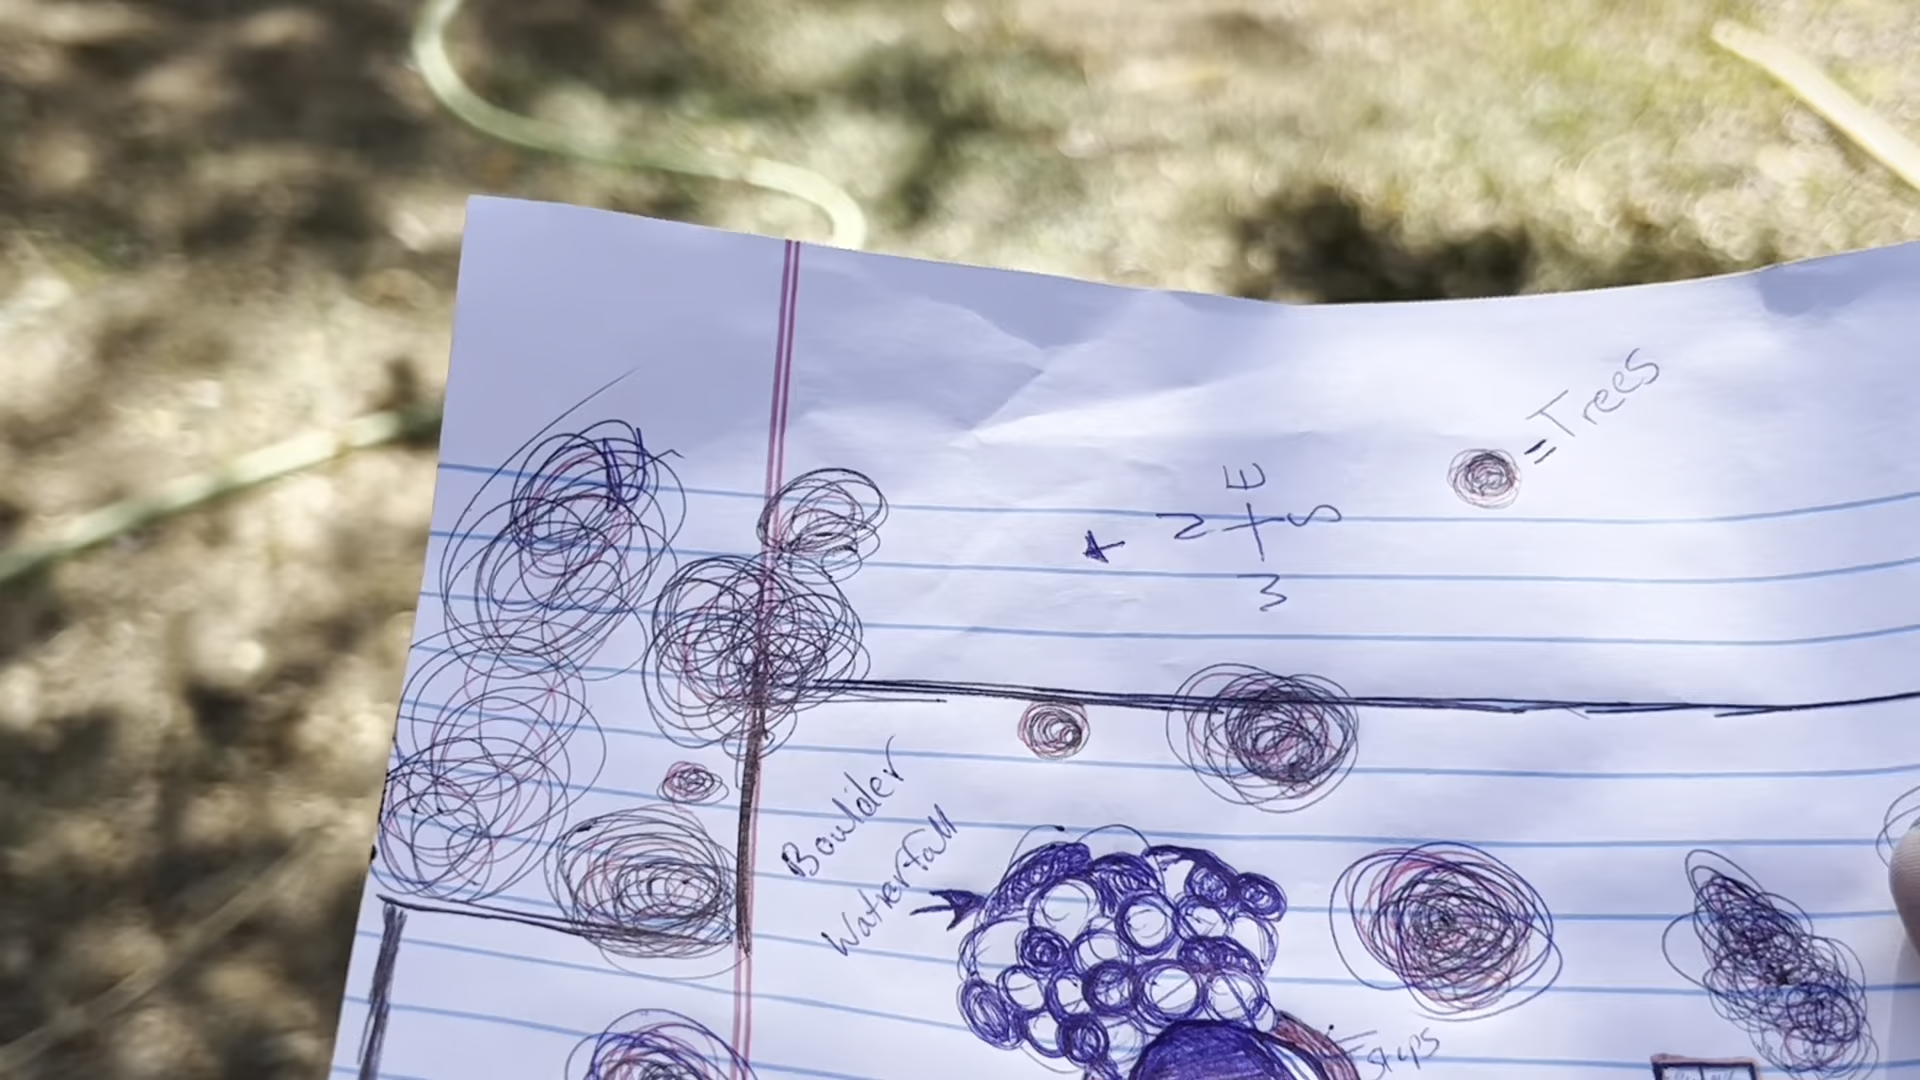 = Trees
E
N S
W
Boulder
Waterfall
Steps